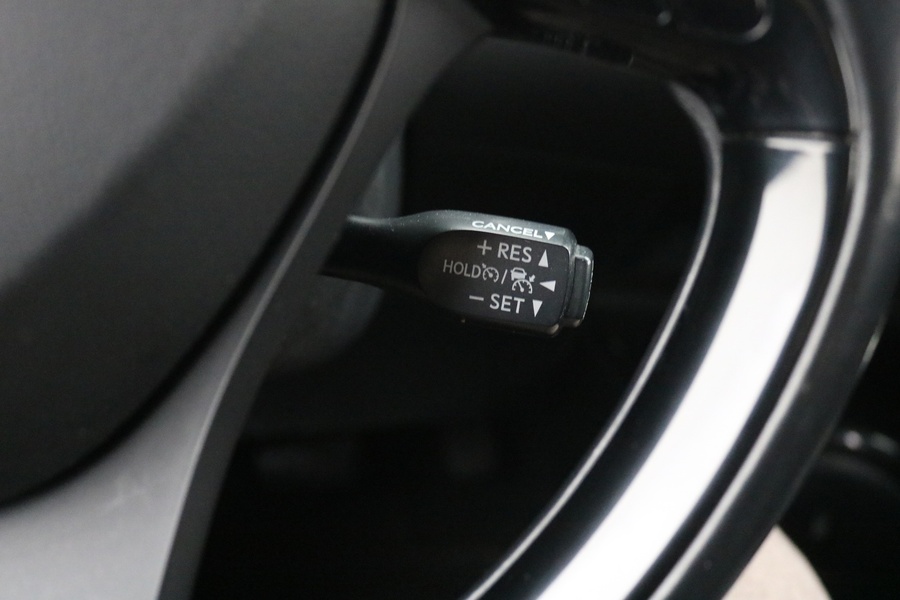 CANCEL▼
+ RES ▲
HOLD / ◀
− SET ▼